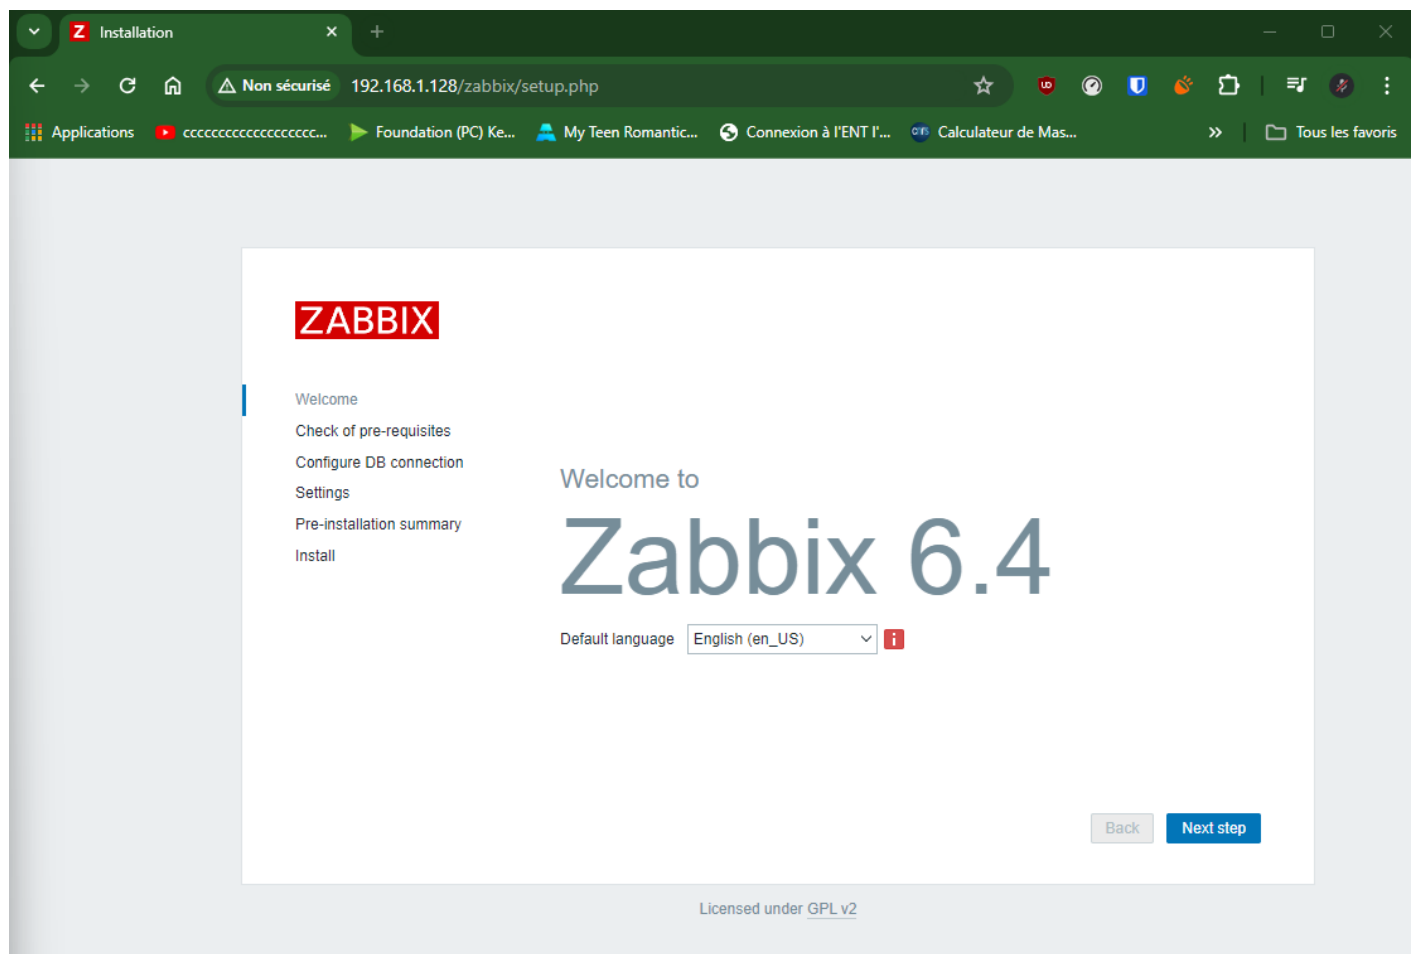 Z Installation
Non sécurisé 192.168.1.128/zabbix/setup.php
Applications ccccccccccccccccccc... Foundation (PC) Ke... My Teen Romantic... Connexion à l'ENT l'... Calculateur de Mas... » Tous les favoris
ZABBIX
Welcome
Check of pre-requisites
Configure DB connection
Settings
Pre-installation summary
Install
Welcome to
Zabbix 6.4
Default language English (en_US) i
Back Next step
Licensed under GPL v2